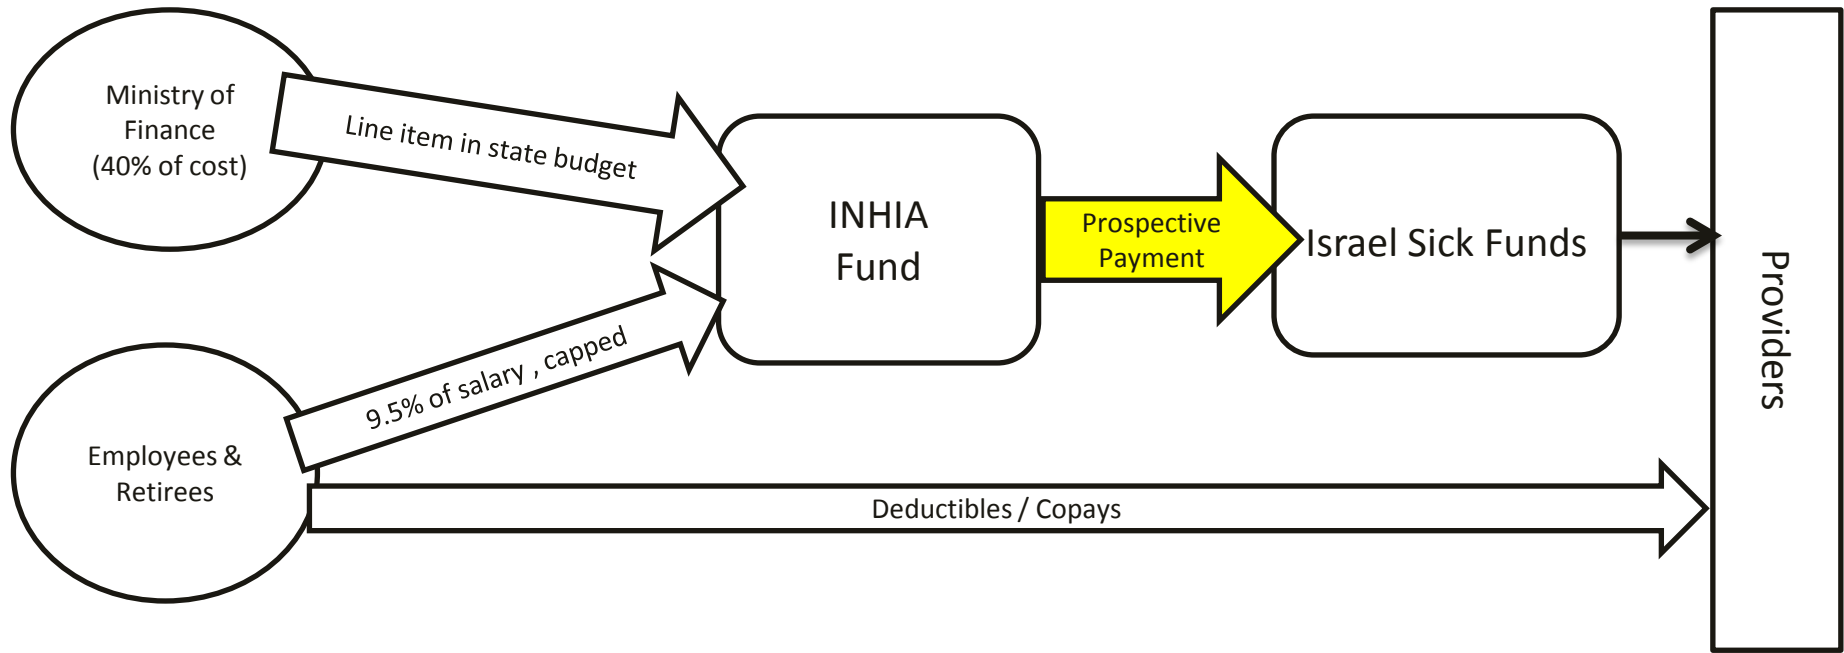 Ministry of
Finance
(40% of cost)
Line item in state budget
INHIA
Fund
Prospective
Payment
Israel Sick Funds
Providers
9.5% of salary , capped
Employees &
Retirees
Deductibles / Copays